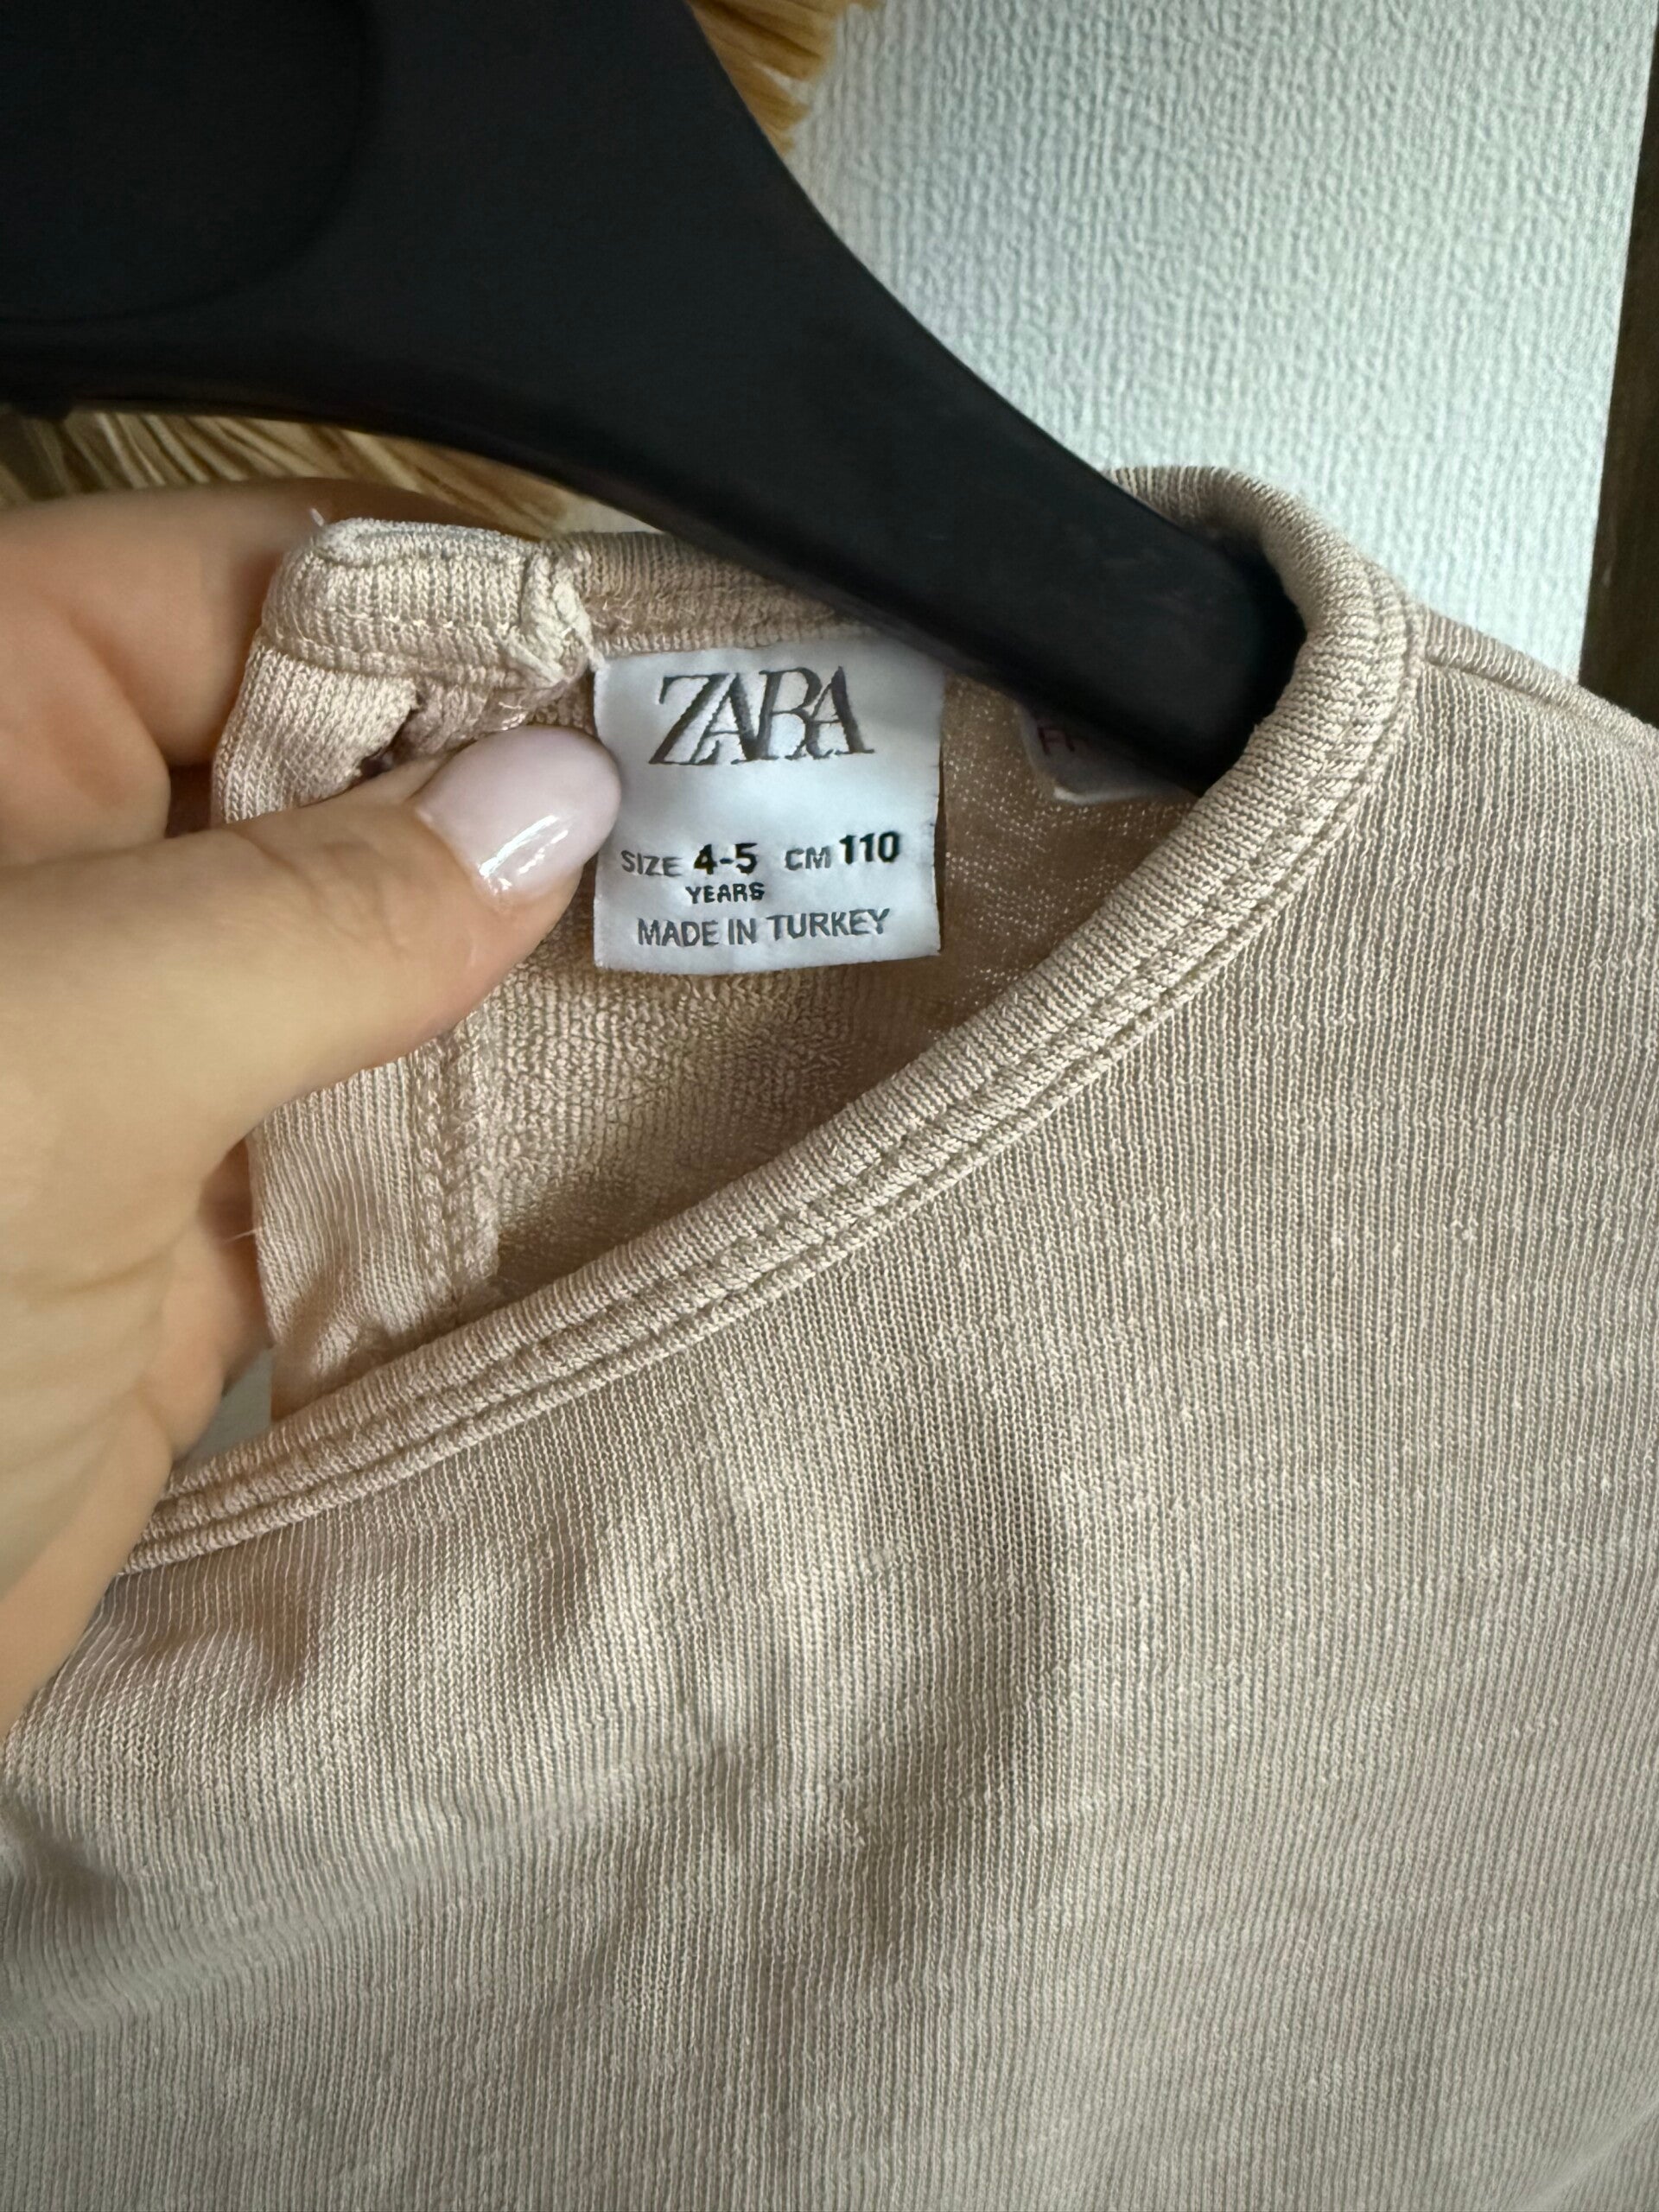 ZARA
SIZE 4-5 CM 110
YEARS
MADE IN TURKEY